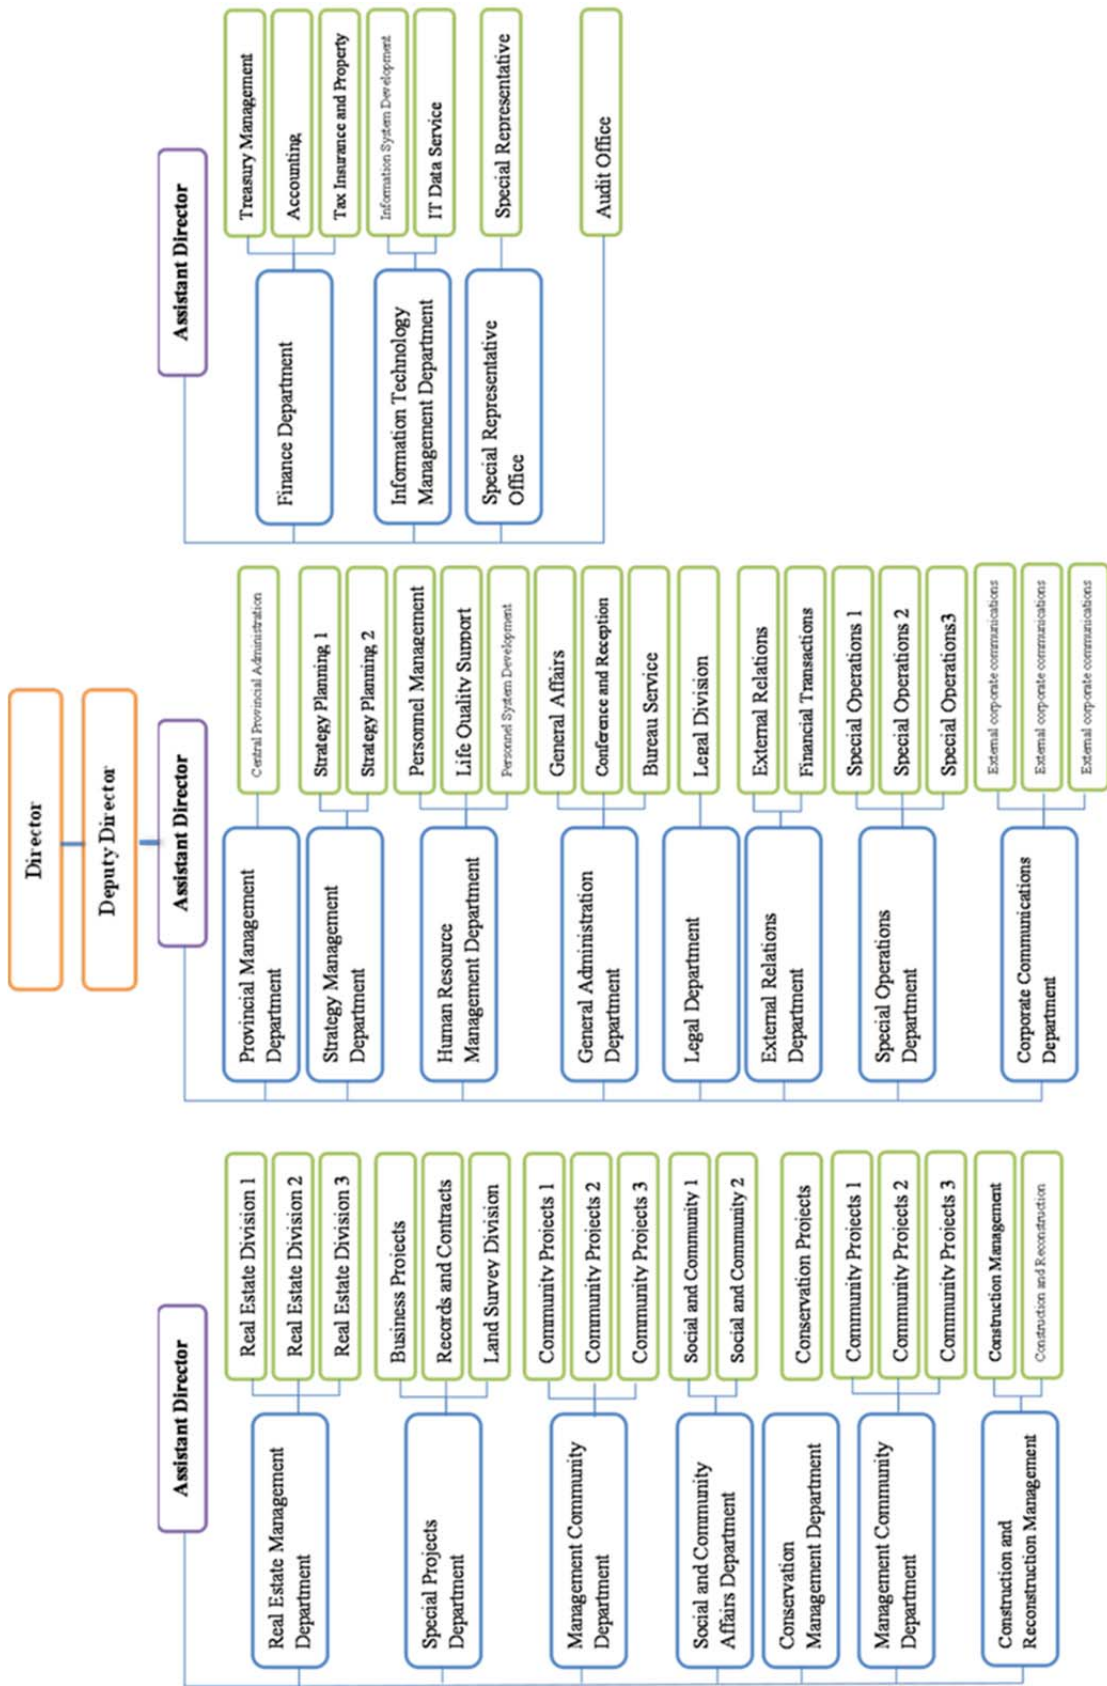 Director
Deputy Director
Assistant Director
Real Estate Management
Department
Real Estate Division 1
Real Estate Division 2
Real Estate Division 3
Special Projects
Department
Business Projects
Records and Contracts
Land Survey Division
Management Community
Department
Community Projects 1
Community Projects 2
Community Projects 3
Social and Community
Affairs Department
Social and Community 1
Social and Community 2
Conservation
Management Department
Conservation Projects
Management Community
Department
Community Projects 1
Community Projects 2
Community Projects 3
Construction and
Reconstruction Management
Construction Management
Construction and Reconstruction
Assistant Director
Provincial Management
Department
Central Provincial Administration
Strategy Management
Department
Strategy Planning 1
Strategy Planning 2
Human Resource
Management Department
Personnel Management
Life Quality Support
Personnel System Development
General Administration
Department
General Affairs
Conference and Reception
Bureau Service
Legal Department
Legal Division
External Relations
Department
External Relations
Financial Transactions
Special Operations
Department
Special Operations 1
Special Operations 2
Special Operations3
Corporate Communications
Department
External corporate communications
External corporate communications
External corporate communications
Assistant Director
Finance Department
Treasury Management
Accounting
Tax Insurance and Property
Information Technology
Management Department
Information System Development
IT Data Service
Special Representative
Office
Special Representative
Audit Office